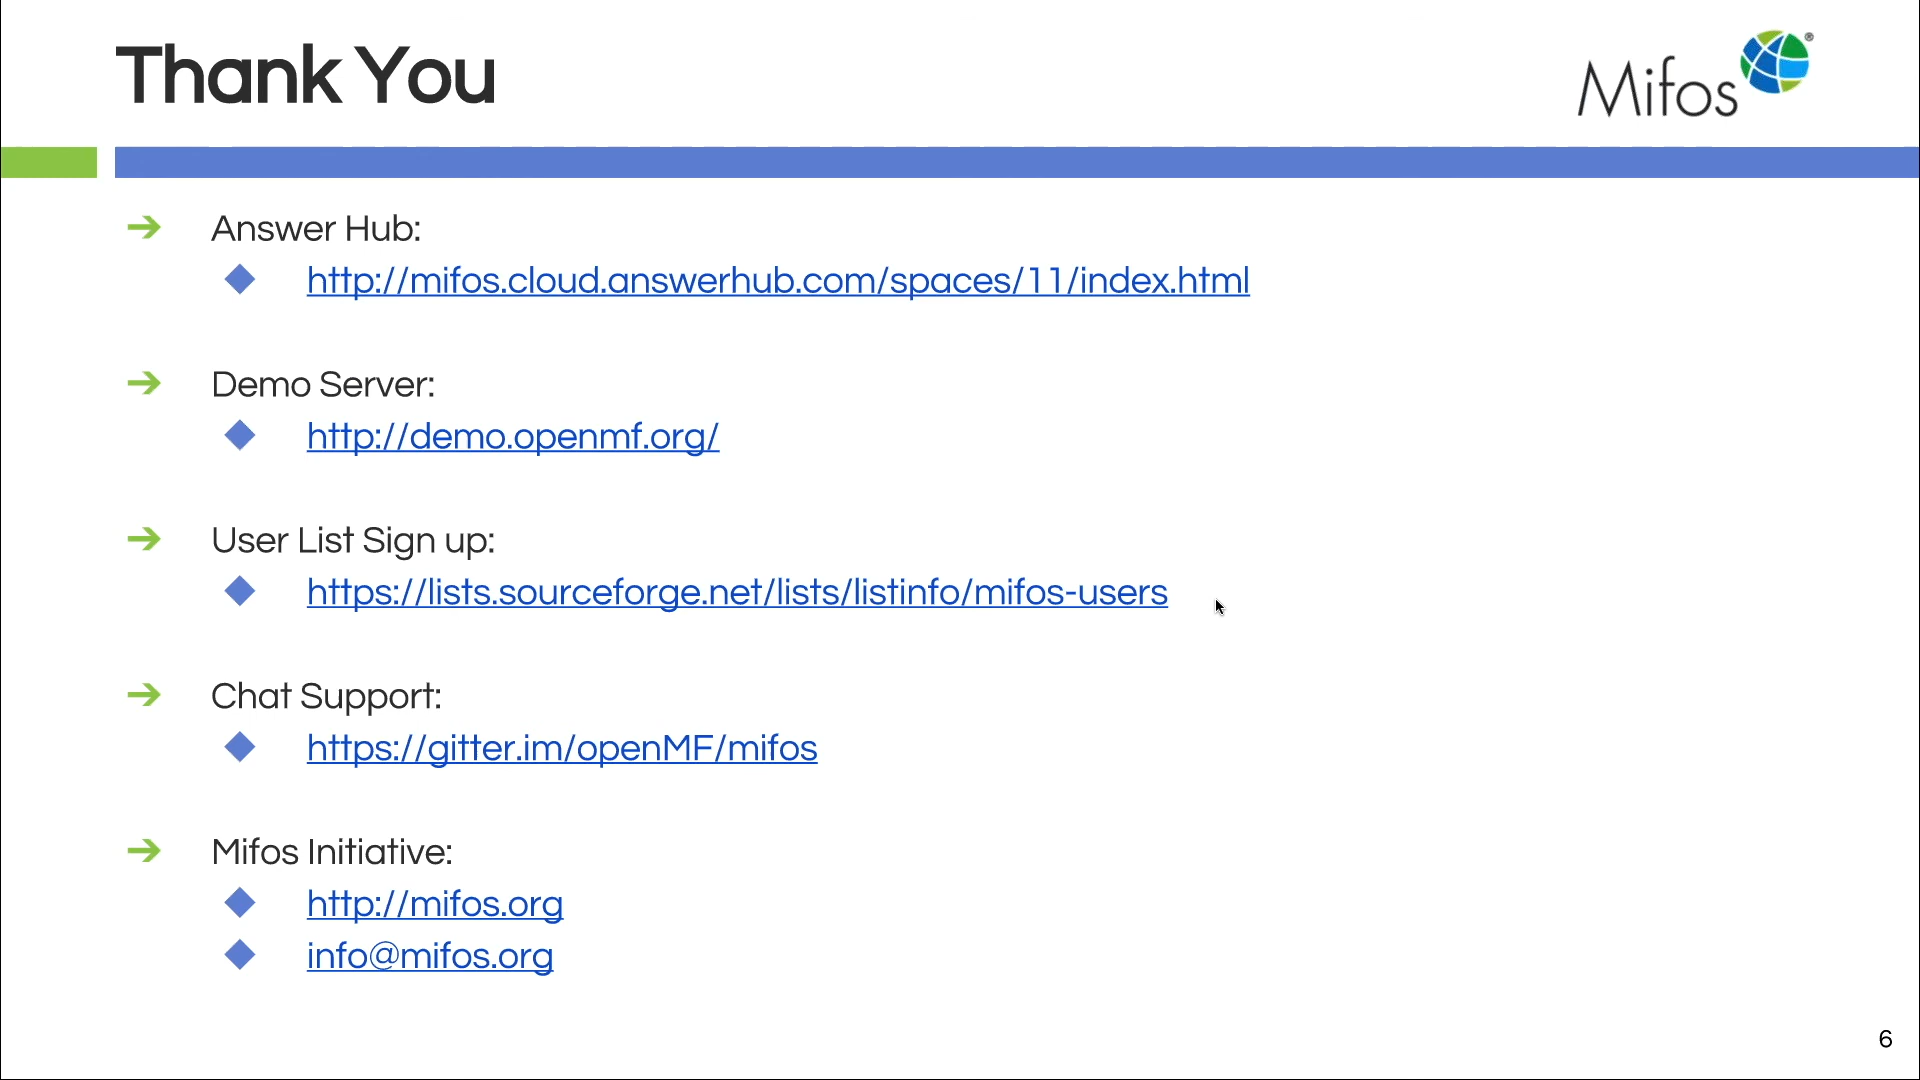 Thank You
Mifos®
Answer Hub:
http://mifos.cloud.answerhub.com/spaces/11/index.html
Demo Server:
http://demo.openmf.org/
User List Sign up:
https://lists.sourceforge.net/lists/listinfo/mifos-users
Chat Support:
https://gitter.im/openMF/mifos
Mifos Initiative:
http://mifos.org
info@mifos.org
6